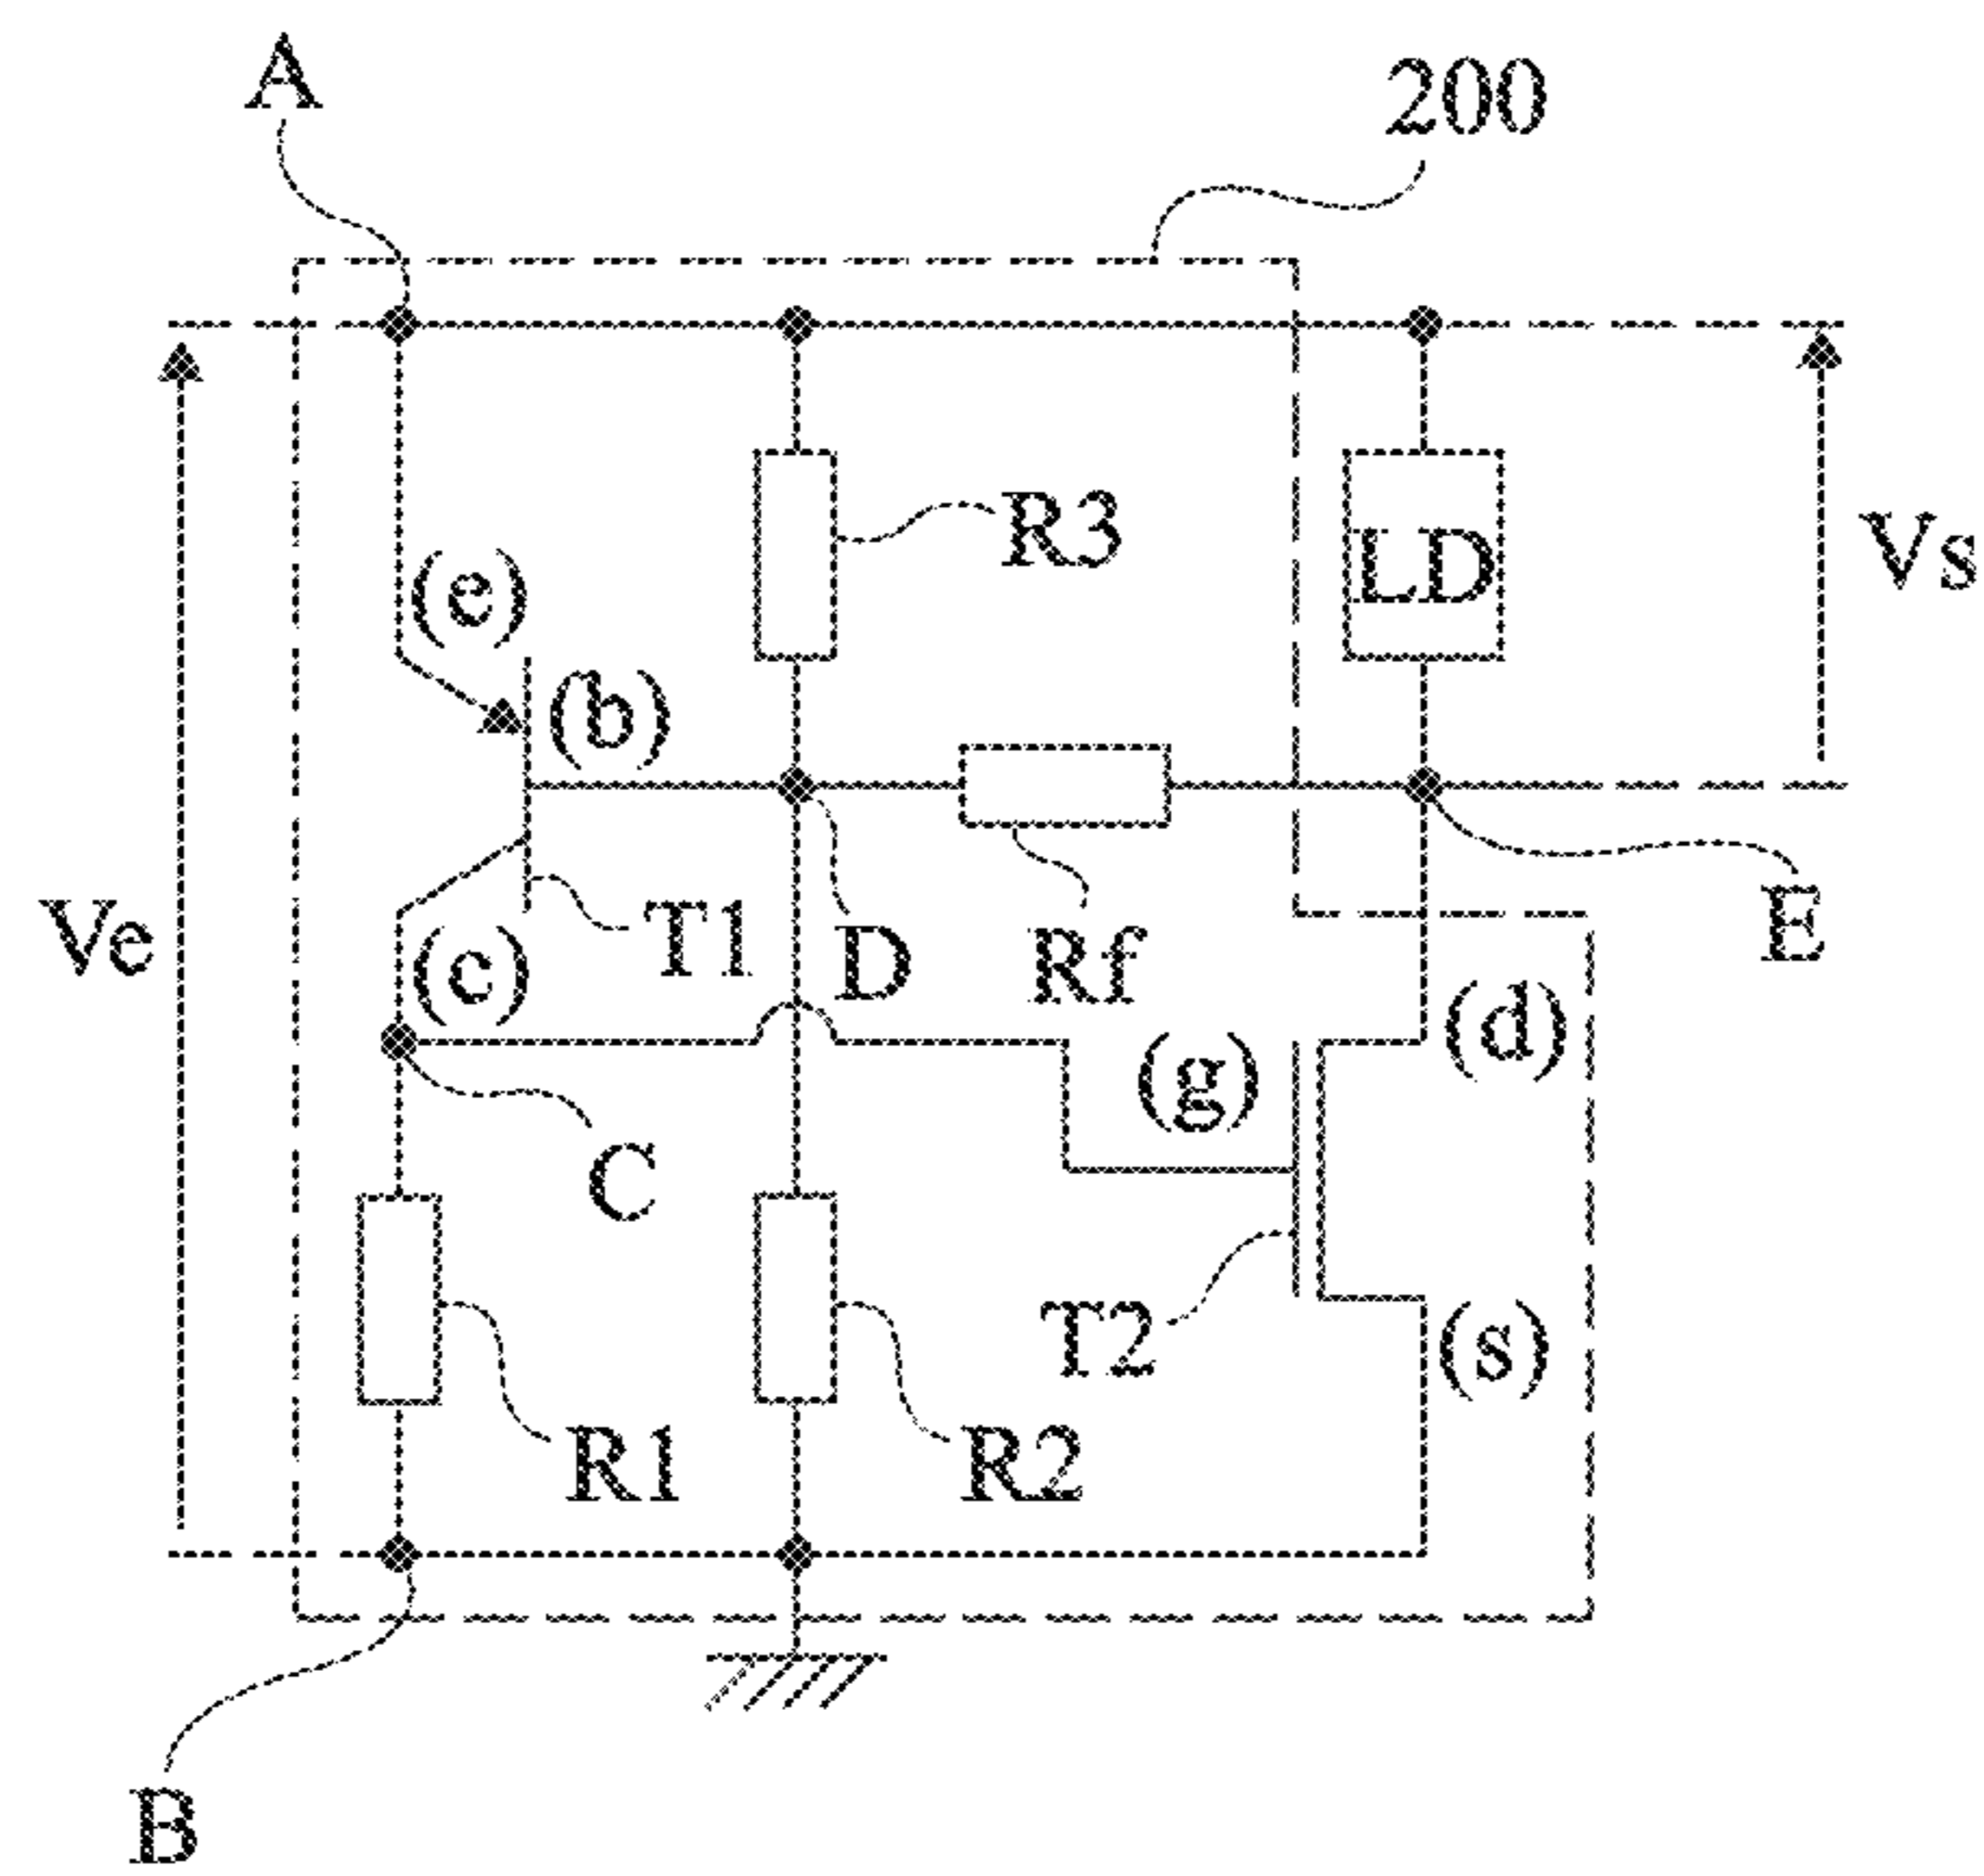 A
200
R3
LD
Vs
(e)
(b)
Ve
(c)
T1
D
Rf
E
(d)
(g)
C
T2
(s)
R1
R2
B